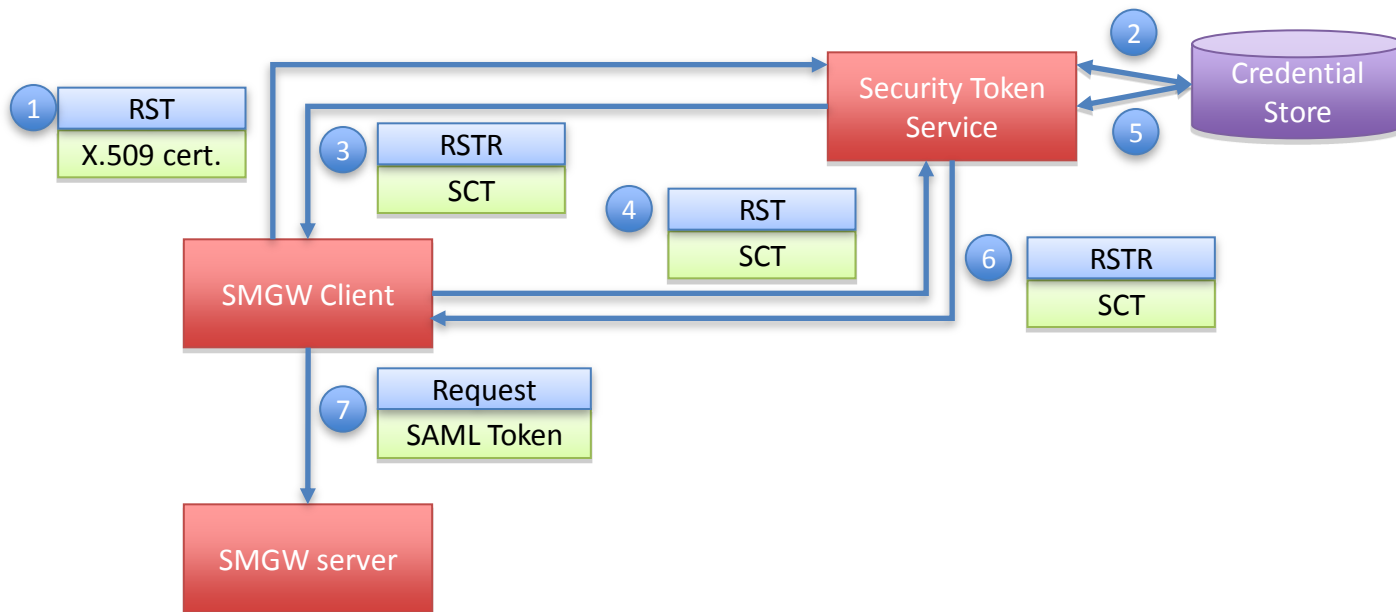 1
RST
X.509 cert.
2
Security Token
Service
Credential
Store
5
3
RSTR
SCT
4
RST
SCT
6
RSTR
SCT
SMGW Client
7
Request
SAML Token
SMGW server